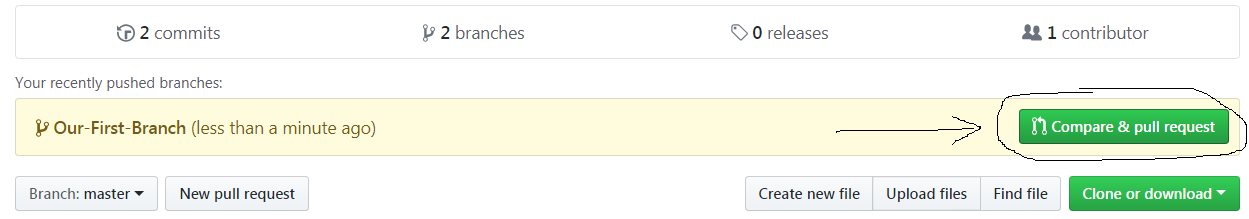 2 commits 2 branches 0 releases 1 contributor
Your recently pushed branches:
Our-First-Branch (less than a minute ago) Compare & pull request
Branch: master New pull request Create new file Upload files Find file Clone or download